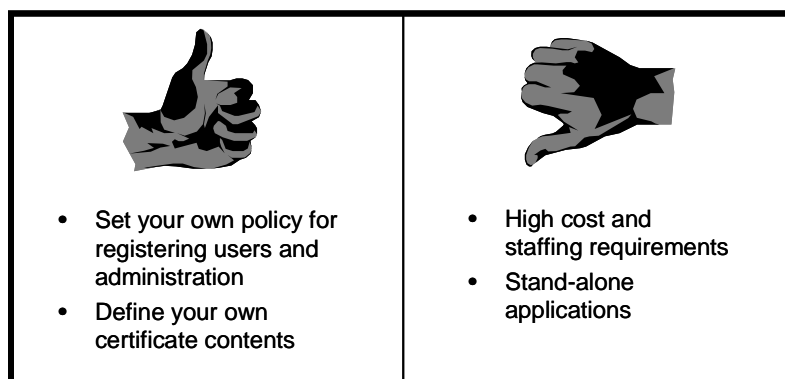 • Set your own policy for
registering users and
administration
• Define your own
certificate contents
• High cost and
staffing requirements
• Stand-alone
applications